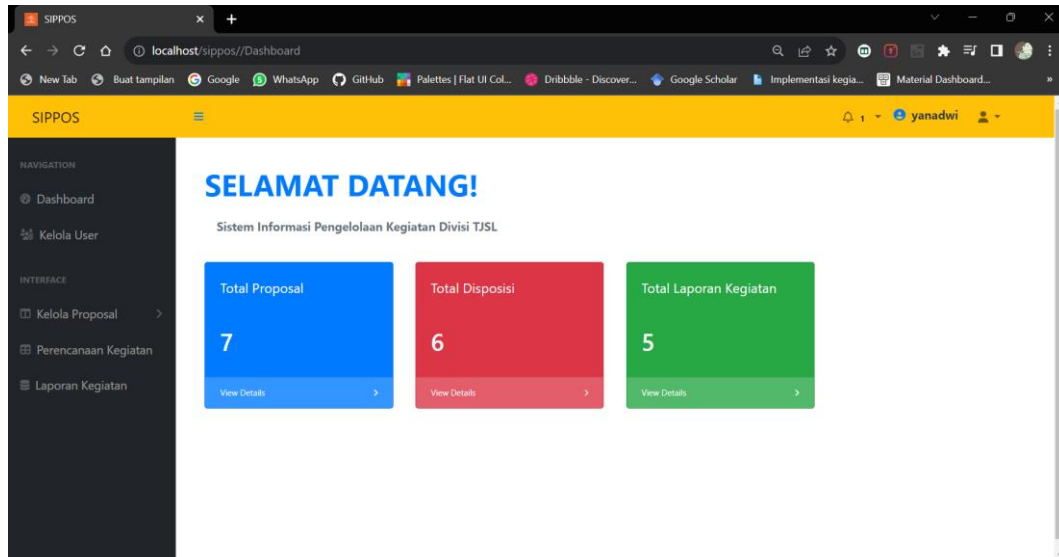 SIPPOS
localhost/sippos//Dashboard
New Tab Buat tampilan Google WhatsApp GitHub Palettes | Flat UI Col... Dribbble - Discover... Google Scholar Implementasi kegia... Material Dashboard... »
SIPPOS 1 yanadwi
NAVIGATION
Dashboard
Kelola User
INTERFACE
Kelola Proposal
Perencanaan Kegiatan
Laporan Kegiatan
SELAMAT DATANG!
Sistem Informasi Pengelolaan Kegiatan Divisi TJSL
Total Proposal
7
View Details
Total Disposisi
6
View Details
Total Laporan Kegiatan
5
View Details